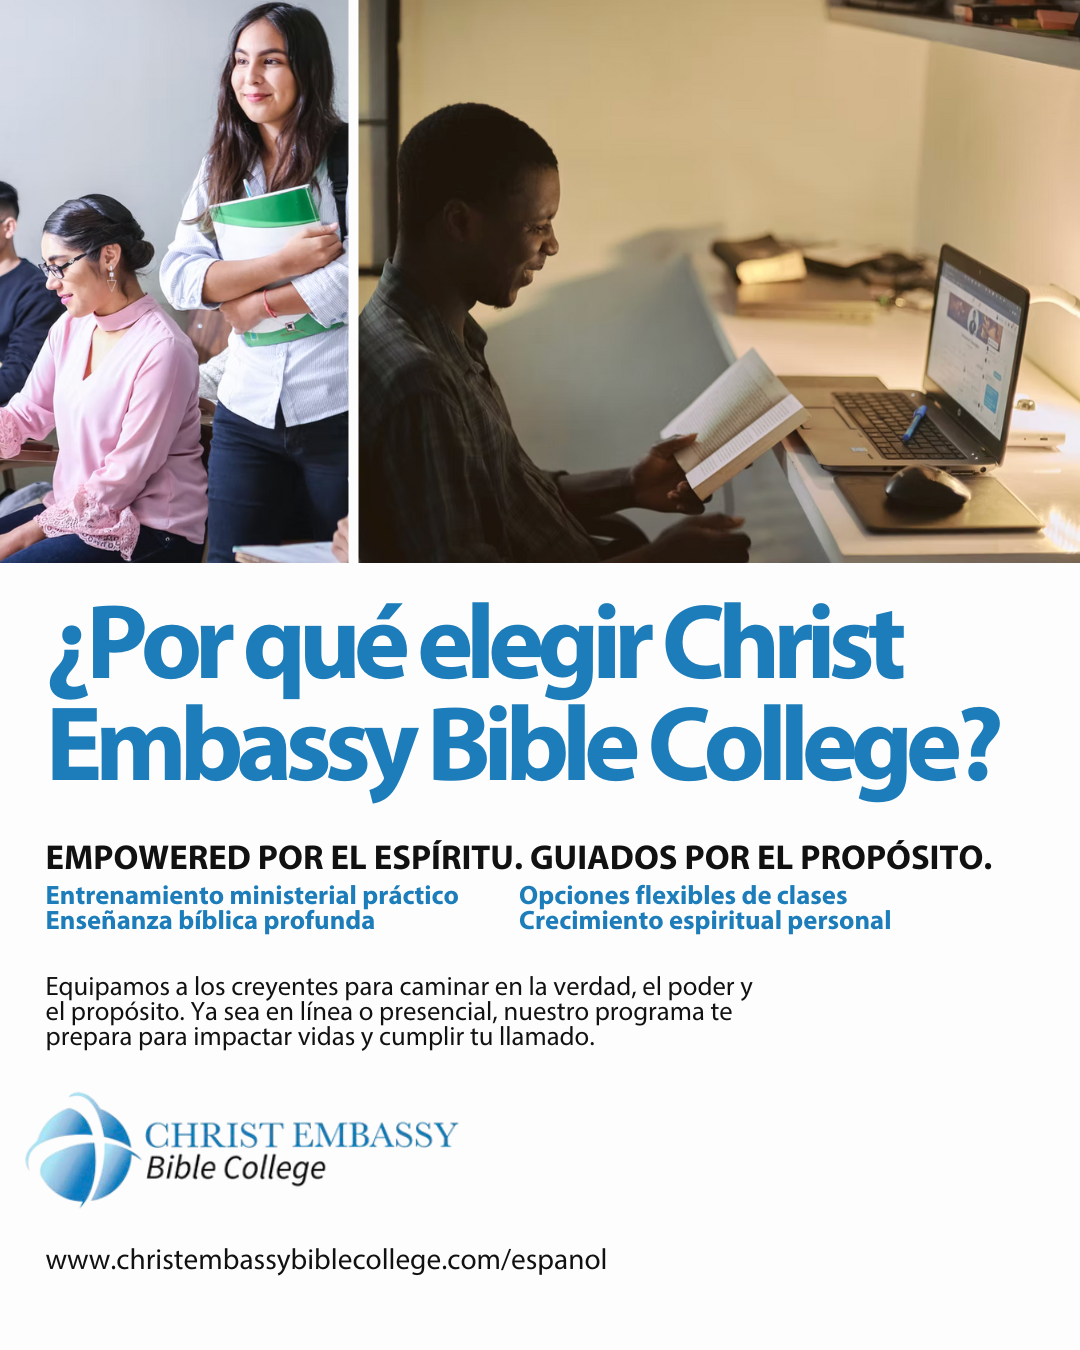 ¿Por qué elegir Christ
Embassy Bible College?
EMPOWERED POR EL ESPÍRITU. GUIADOS POR EL PROPÓSITO.
Entrenamiento ministerial práctico
Enseñanza bíblica profunda
Opciones flexibles de clases
Crecimiento espiritual personal
Equipamos a los creyentes para caminar en la verdad, el poder y
el propósito. Ya sea en línea o presencial, nuestro programa te
prepara para impactar vidas y cumplir tu llamado.
CHRIST EMBASSY
Bible College
www.christembassybiblecollege.com/espanol